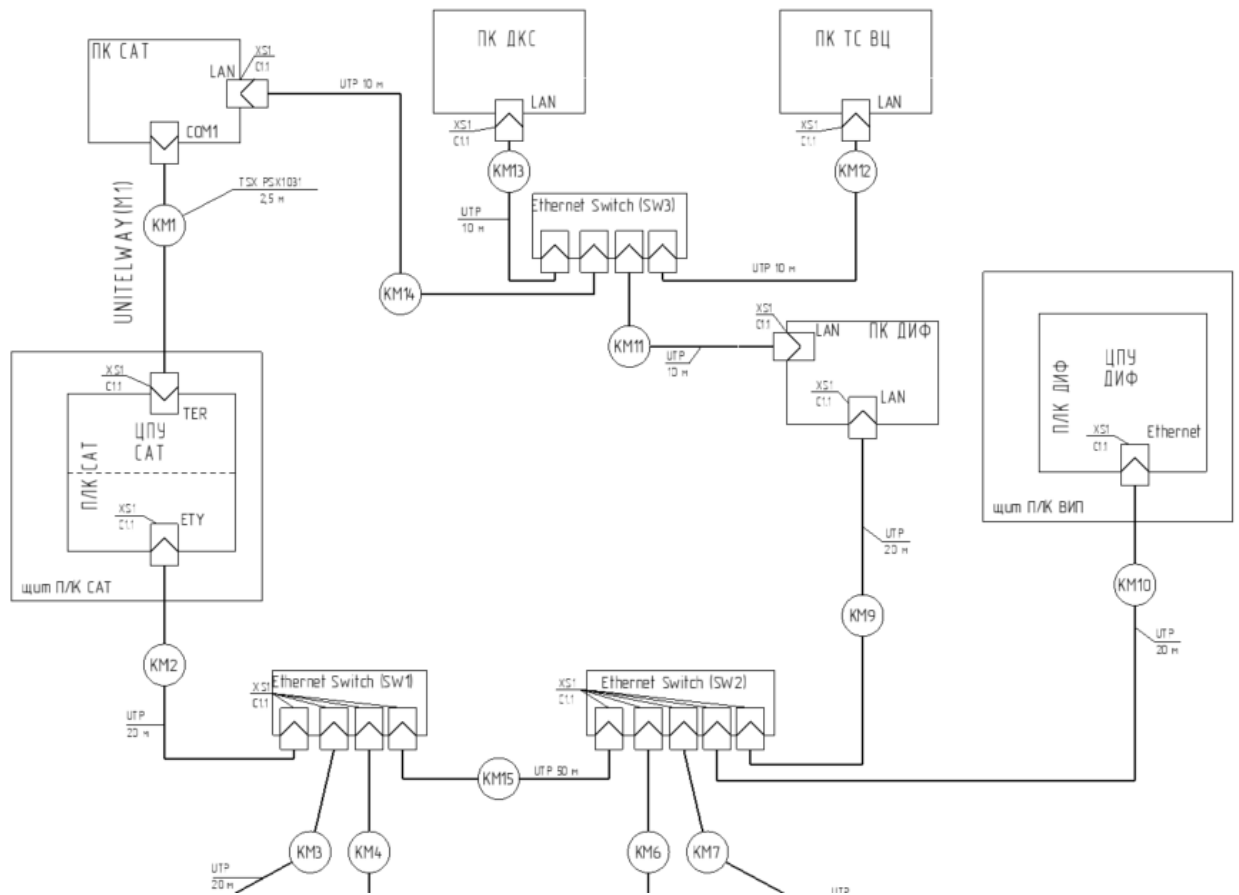 ПК САТ
LAN
XS1
C1.1
UTP 10 м
COM1
ПК ДКС
LAN
XS1
C1.1
ПК ТС ВЦ
LAN
XS1
C1.1
KM13
KM12
TSX PSX1031
2,5 м
KM1
UNITELWAY(M1)
UTP
10 м
Ethernet Switch (SW3)
UTP 10 м
KM14
KM11
UTP
10 м
XS1
C1.1
LAN
ПК ДИФ
XS1
C1.1
LAN
XS1
C1.1
TER
ЦПУ
САТ
ПЛК САТ
XS1
C1.1
ETY
щит ПЛК САТ
ЦПУ
ДИФ
ПЛК ДИФ
XS1
C1.1
Ethernet
щит ПЛК ВИП
UTP
20 м
KM10
KM9
UTP
20 м
KM2
UTP
20 м
XS1
C1.1
Ethernet Switch (SW1)
XS1
C1.1
Ethernet Switch (SW2)
KM15
UTP 50 м
KM3
KM4
KM6
KM7
UTP
20 м
UTP